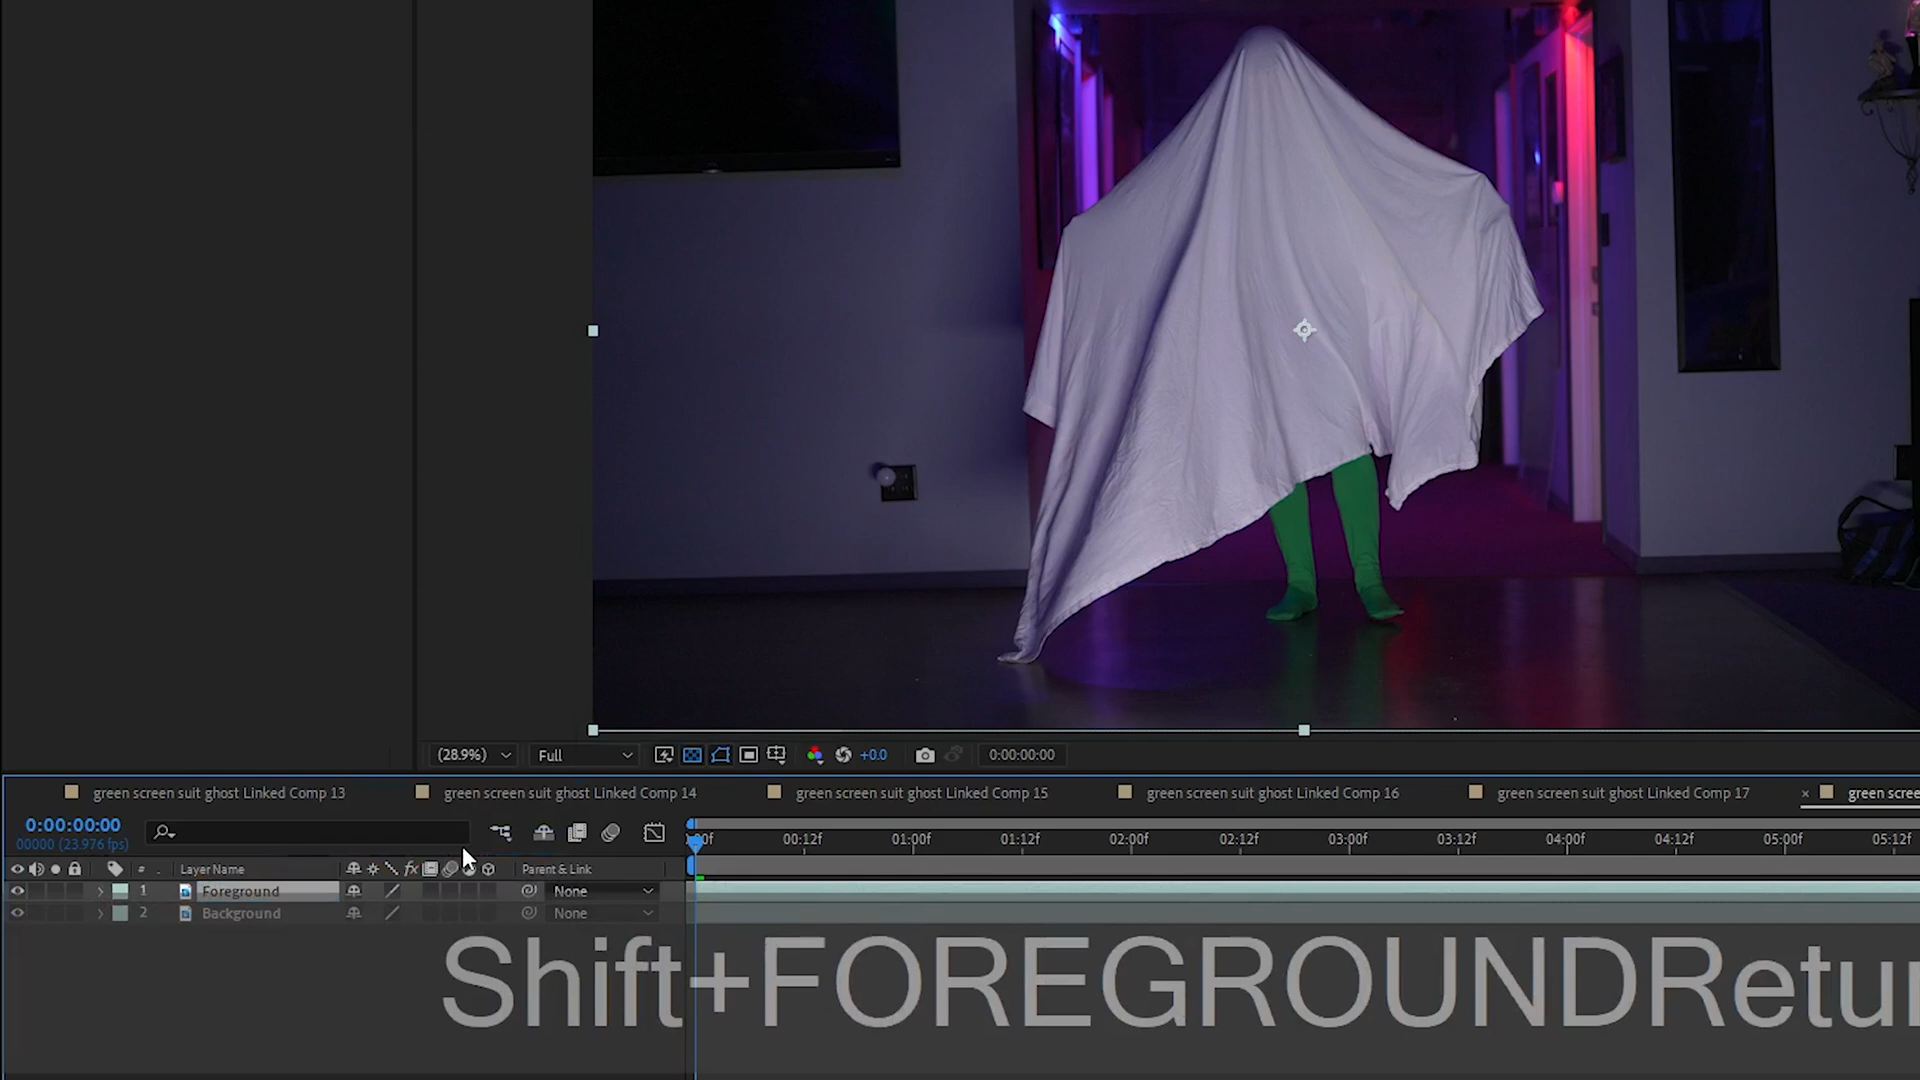 (28.9%) Full +0.0 0:00:00:00
green screen suit ghost Linked Comp 13 green screen suit ghost Linked Comp 14 green screen suit ghost Linked Comp 15 green screen suit ghost Linked Comp 16 green screen suit ghost Linked Comp 17 × green scree
0:00:00:00
00000 (23.976 fps)
00f 00:12f 01:00f 01:12f 02:00f 02:12f 03:00f 03:12f 04:00f 04:12f 05:00f 05:12f
# . Layer Name fx Parent & Link
1 Foreground None
2 Background None
Shift+FOREGROUNDRetur